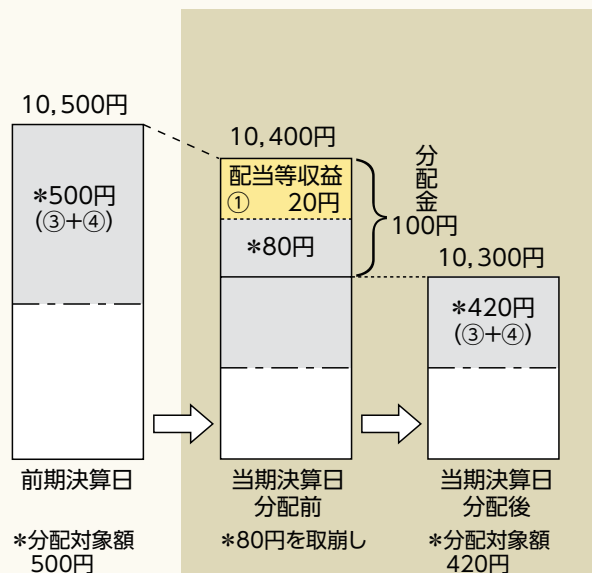 10,500円
*500円
(③+④)
10,400円
配当等収益
① 20円
*80円
分配金
100円
10,300円
*420円
(③+④)
前期決算日
当期決算日
分配前
当期決算日
分配後
*分配対象額
500円
*80円を取崩し
*分配対象額
420円